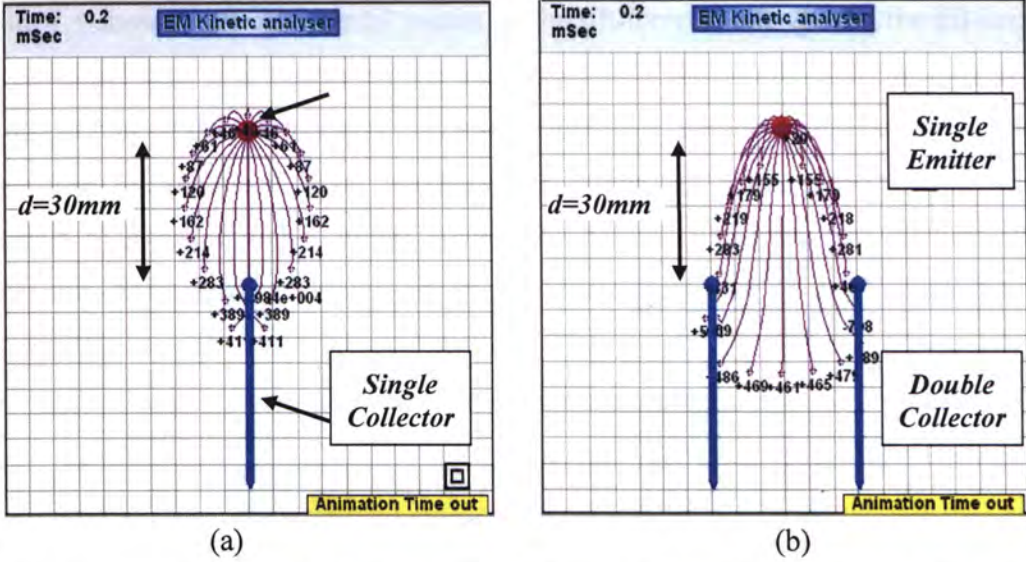 Time: 0.2
mSec
EM Kinetic analyser
+46
+61
+61
+87
+87
+120
+120
+162
+162
+214
+214
+283
+283
+389
+389
+411
+411
d=30mm
Single
Collector
Animation Time out
(a)
Time: 0.2
mSec
EM Kinetic analyser
+155
+155
+179
+179
+219
+218
+283
+281
-486
+469
+461
+465
+479
d=30mm
Single
Emitter
Double
Collector
Animation Time out
(b)